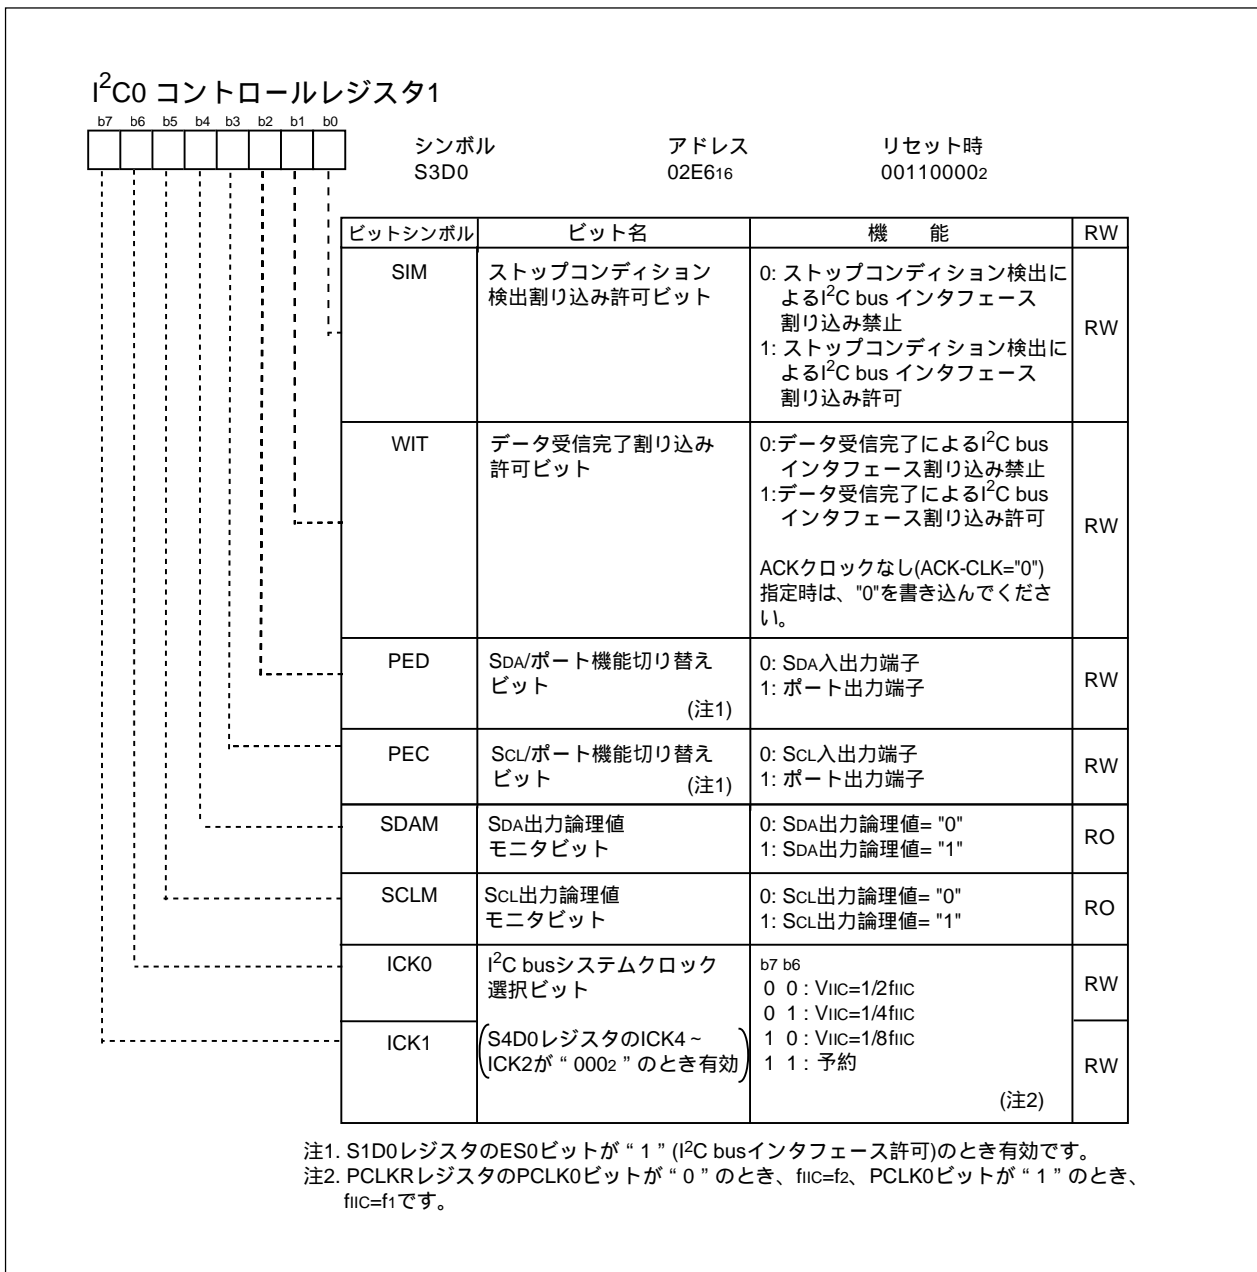 I²C0 コントロールレジスタ1
b7 b6 b5 b4 b3 b2 b1 b0
シンボル アドレス リセット時
S3D0 02E616 001100002
ビットシンボル ビット名 機 能 RW
SIM
ストップコンディション
検出割り込み許可ビット
0: ストップコンディション検出に
よるI²C bus インタフェース
割り込み禁止
1: ストップコンディション検出に
よるI²C bus インタフェース
割り込み許可
RW
WIT
データ受信完了割り込み
許可ビット
0:データ受信完了によるI²C bus
インタフェース割り込み禁止
1:データ受信完了によるI²C bus
インタフェース割り込み許可
ACKクロックなし(ACK-CLK="0")
指定時は、"0"を書き込んでくださ
い。
RW
PED
SDA/ポート機能切り替え
ビット
(注1)
0: SDA入出力端子
1: ポート出力端子
RW
PEC
SCL/ポート機能切り替え
ビット (注1)
0: SCL入出力端子
1: ポート出力端子
RW
SDAM
SDA出力論理値
モニタビット
0: SDA出力論理値= "0"
1: SDA出力論理値= "1"
RO
SCLM
SCL出力論理値
モニタビット
0: SCL出力論理値= "0"
1: SCL出力論理値= "1"
RO
ICK0
I²C busシステムクロック
選択ビット
b7 b6
0 0 : VIIC=1/2fIIC
0 1 : VIIC=1/4fIIC
1 0 : VIIC=1/8fIIC
1 1 : 予約
(注2)
RW
ICK1
(S4D0レジスタのICK4 ~
ICK2が “ 0002 ” のとき有効)
RW
注1. S1D0レジスタのES0ビットが “ 1 ” (I²C busインタフェース許可)のとき有効です。
注2. PCLKRレジスタのPCLK0ビットが “ 0 ” のとき、fIIC=f2、PCLK0ビットが “ 1 ” のとき、
fIIC=f1です。